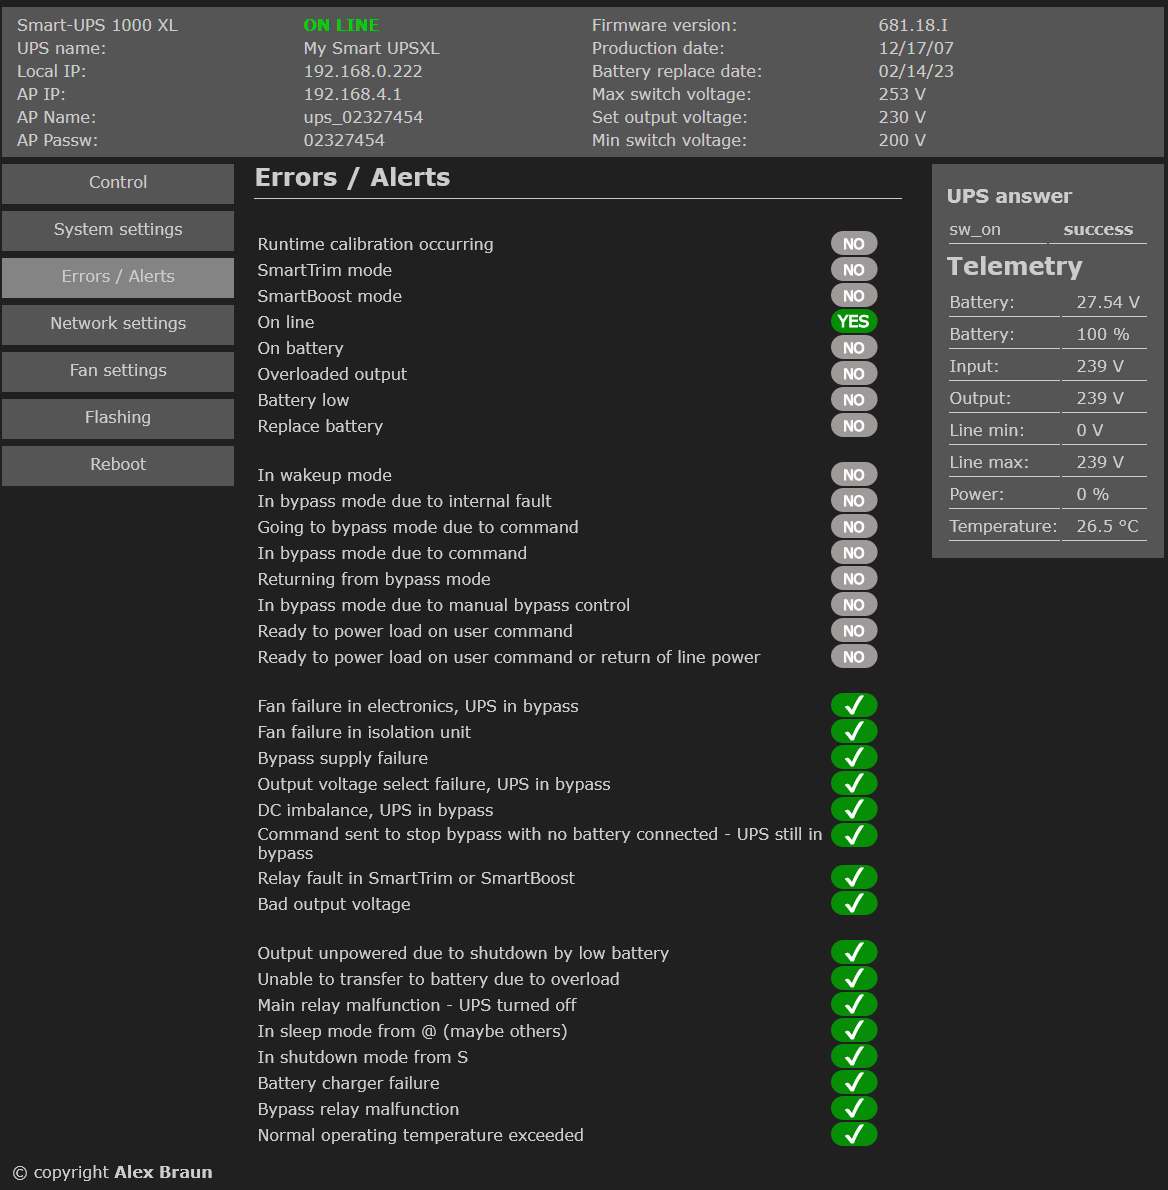 Smart-UPS 1000 XL ON LINE Firmware version: 681.18.I
UPS name: My Smart UPSXL Production date: 12/17/07
Local IP: 192.168.0.222 Battery replace date: 02/14/23
AP IP: 192.168.4.1 Max switch voltage: 253 V
AP Name: ups_02327454 Set output voltage: 230 V
AP Passw: 02327454 Min switch voltage: 200 V
Control
System settings
Errors / Alerts
Network settings
Fan settings
Flashing
Reboot
Errors / Alerts
Runtime calibration occurring NO
SmartTrim mode NO
SmartBoost mode NO
On line YES
On battery NO
Overloaded output NO
Battery low NO
Replace battery NO
In wakeup mode NO
In bypass mode due to internal fault NO
Going to bypass mode due to command NO
In bypass mode due to command NO
Returning from bypass mode NO
In bypass mode due to manual bypass control NO
Ready to power load on user command NO
Ready to power load on user command or return of line power NO
Fan failure in electronics, UPS in bypass ✓
Fan failure in isolation unit ✓
Bypass supply failure ✓
Output voltage select failure, UPS in bypass ✓
DC imbalance, UPS in bypass ✓
Command sent to stop bypass with no battery connected - UPS still in ✓
bypass
Relay fault in SmartTrim or SmartBoost ✓
Bad output voltage ✓
Output unpowered due to shutdown by low battery ✓
Unable to transfer to battery due to overload ✓
Main relay malfunction - UPS turned off ✓
In sleep mode from @ (maybe others) ✓
In shutdown mode from S ✓
Battery charger failure ✓
Bypass relay malfunction ✓
Normal operating temperature exceeded ✓
UPS answer
sw_on success
Telemetry
Battery: 27.54 V
Battery: 100 %
Input: 239 V
Output: 239 V
Line min: 0 V
Line max: 239 V
Power: 0 %
Temperature: 26.5 °C
© copyright Alex Braun